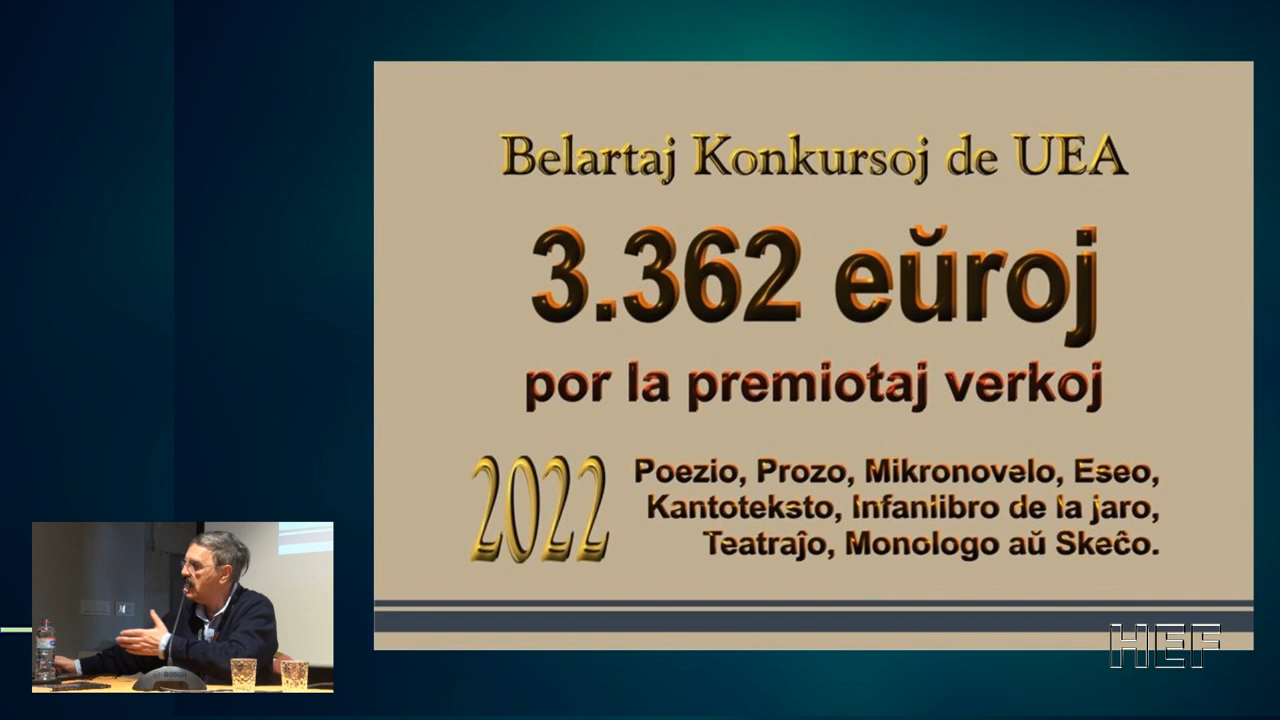 Belartaj Konkursoj de UEA
3.362 eŭroj
por la premiotaj verkoj
2022
Poezio, Prozo, Mikronovelo, Eseo,
Kantoteksto, Infanlibro de la jaro,
Teatraĵo, Monologo aŭ Skeĉo.
HEF
BOSCH